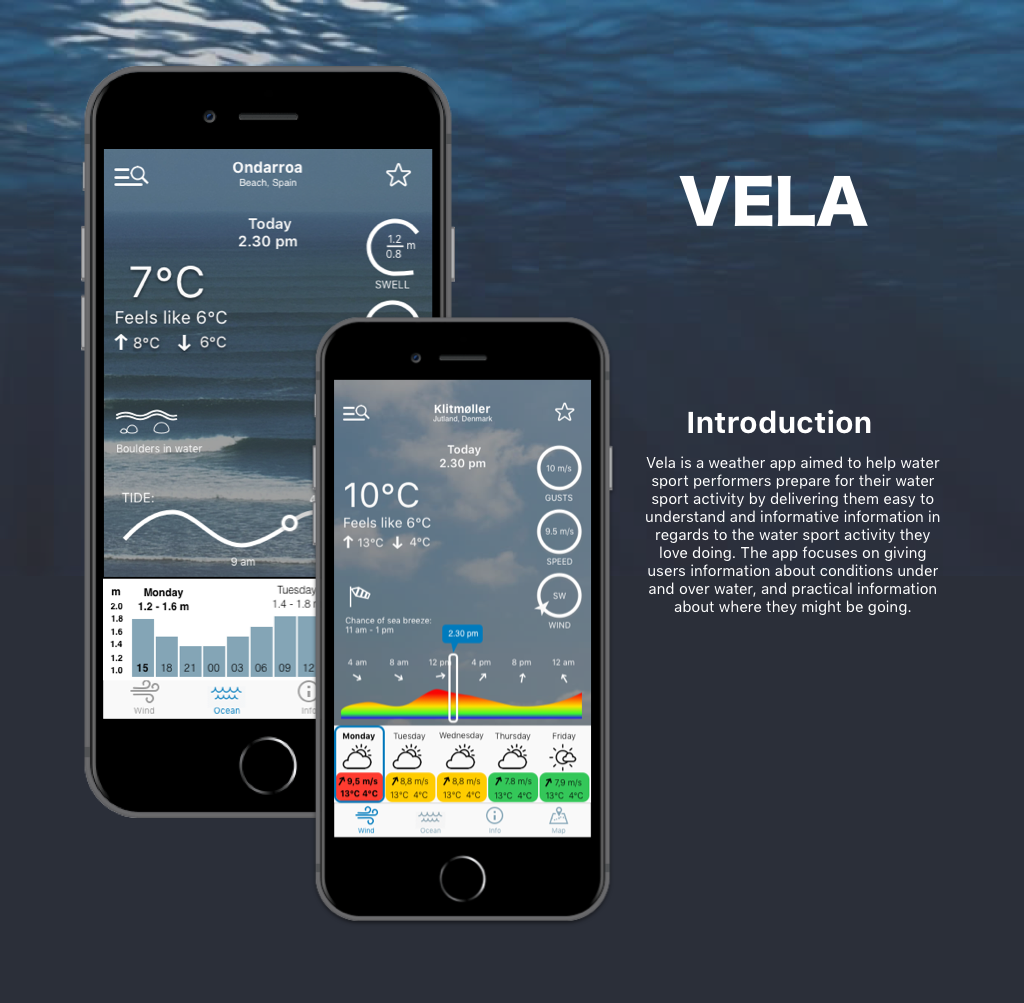 VELA
Introduction
Vela is a weather app aimed to help water
sport performers prepare for their water
sport activity by delivering them easy to
understand and informative information in
regards to the water sport activity they
love doing. The app focuses on giving
users information about conditions under
and over water, and practical information
about where they might be going.
Ondarroa
Beach, Spain
Today
2.30 pm
1.2
0.8 m
SWELL
7°C
Feels like 6°C
8°C 6°C
Boulders in water
TIDE:
9 am
m Monday Tuesday
1.2 - 1.6 m 1.4 - 1.8
2.0
1.8
1.6
1.4
1.2
1.0
15 18 21 00 03 06 09 12
Wind Ocean Info
Klitmøller
Jutland, Denmark
Today
2.30 pm
10 m/s
GUSTS
10°C
Feels like 6°C
13°C 4°C
9.5 m/s
SPEED
SW
WIND
Chance of sea breeze:
11 am - 1 pm
2.30 pm
4 am 8 am 12 pm 4 pm 8 pm 12 am
Monday Tuesday Wednesday Thursday Friday
9,5 m/s 8,8 m/s 8,8 m/s 7.8 m/s 7,9 m/s
13°C 4°C 13°C 4°C 13°C 4°C 13°C 4°C 13°C 4°C
Wind Ocean Info Map